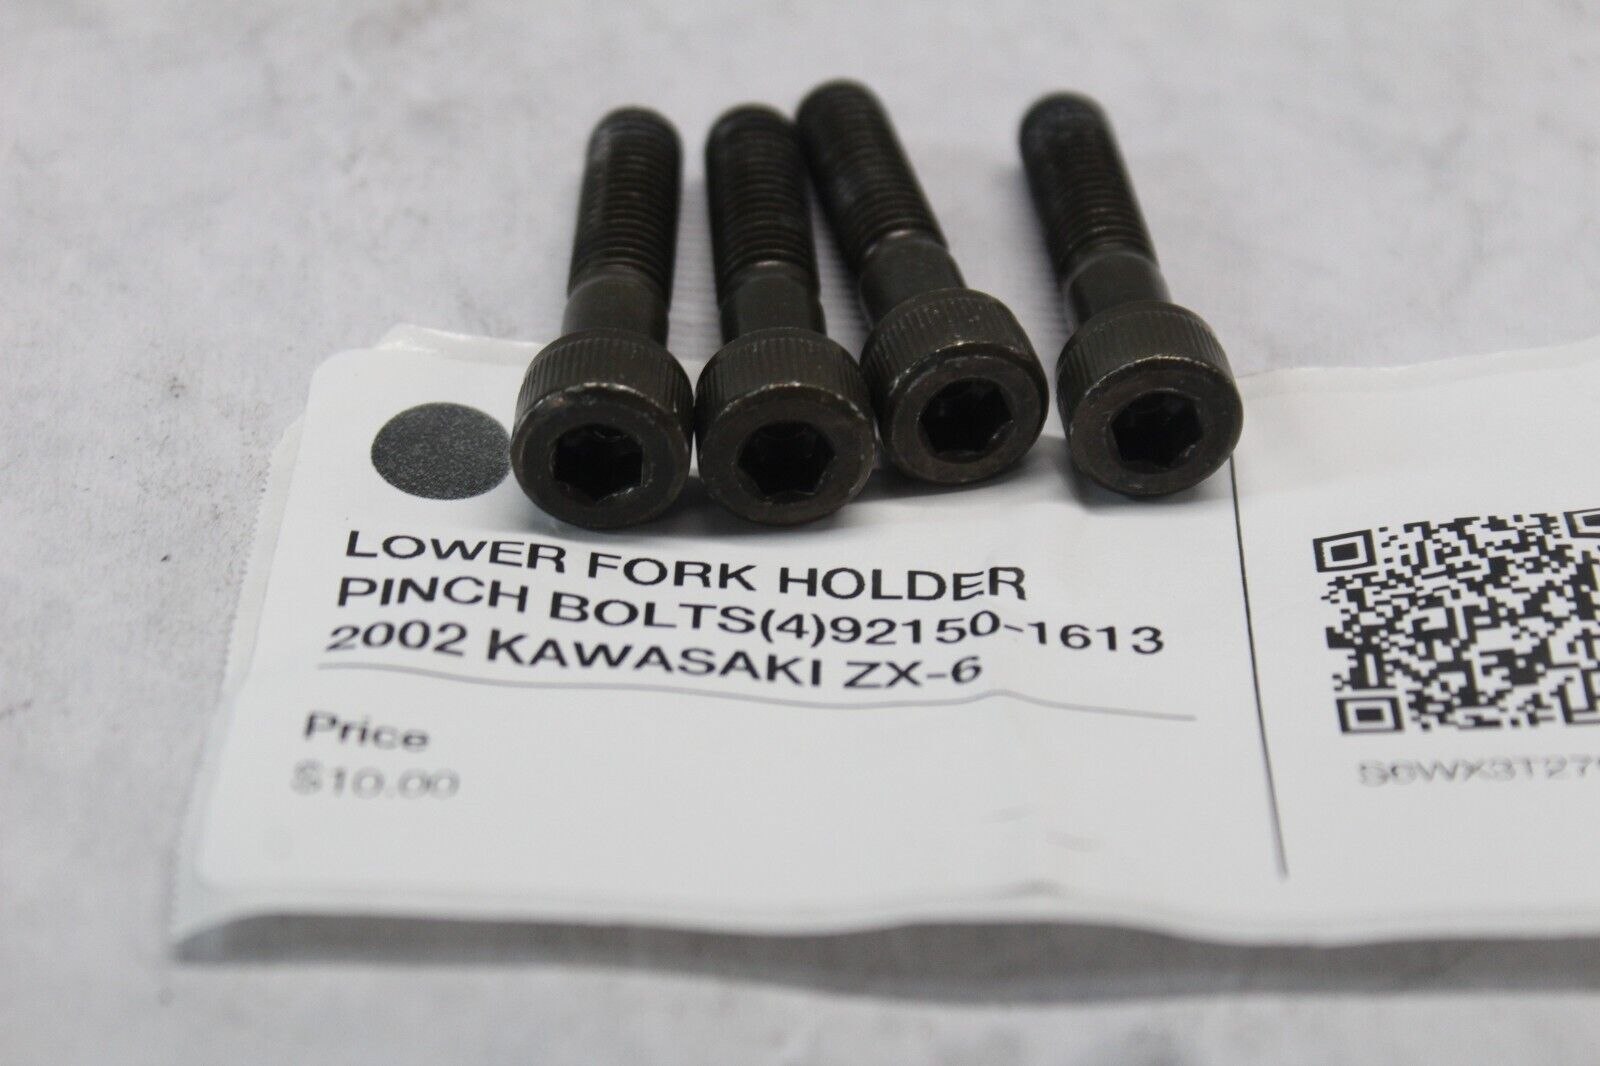 LOWER FORK HOLDER
PINCH BOLTS(4)92150-1613
2002 KAWASAKI ZX-6
Price
$10.00